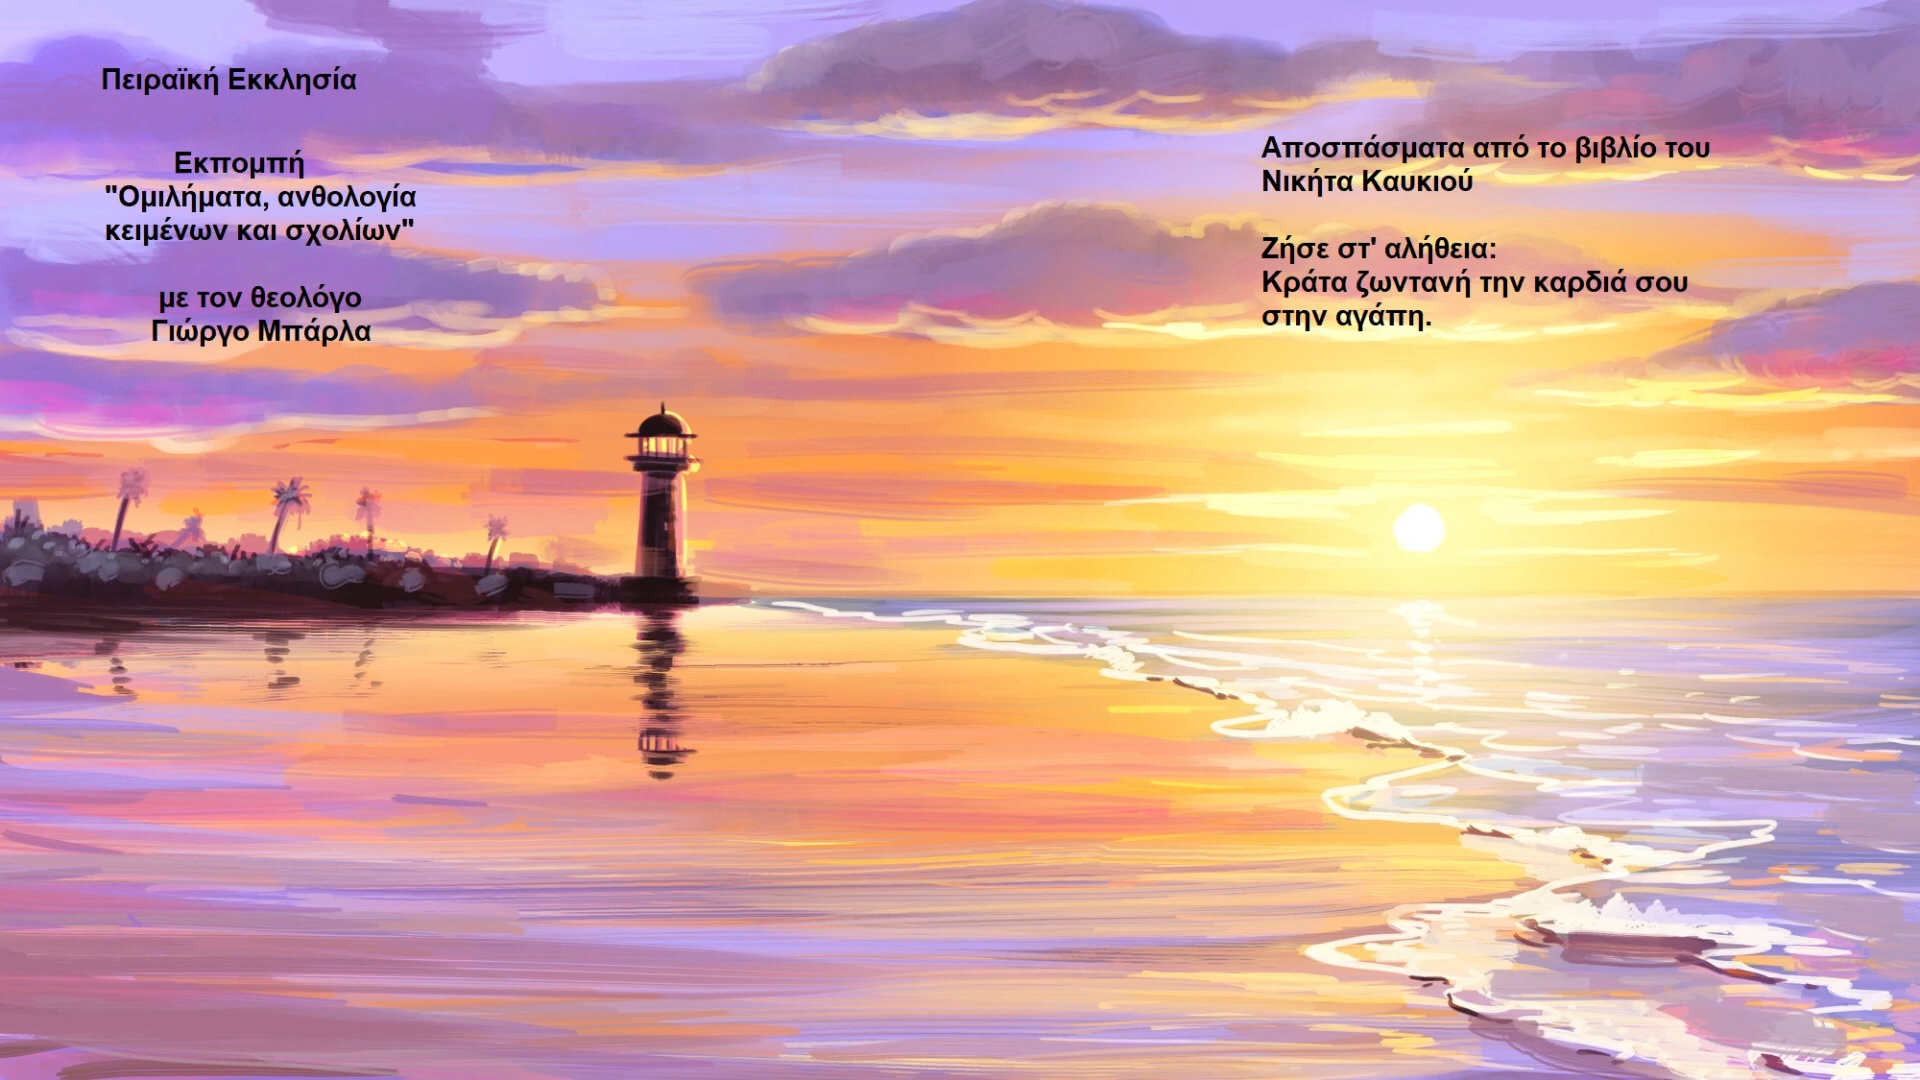 Πειραϊκή Εκκλησία
Εκπομπή
"Ομιλήματα, ανθολογία
κειμένων και σχολίων"
με τον θεολόγο
Γιώργο Μπάρλα
Αποσπάσματα από το βιβλίο του
Νικήτα Καυκιού
Ζήσε στ' αλήθεια:
Κράτα ζωντανή την καρδιά σου
στην αγάπη.